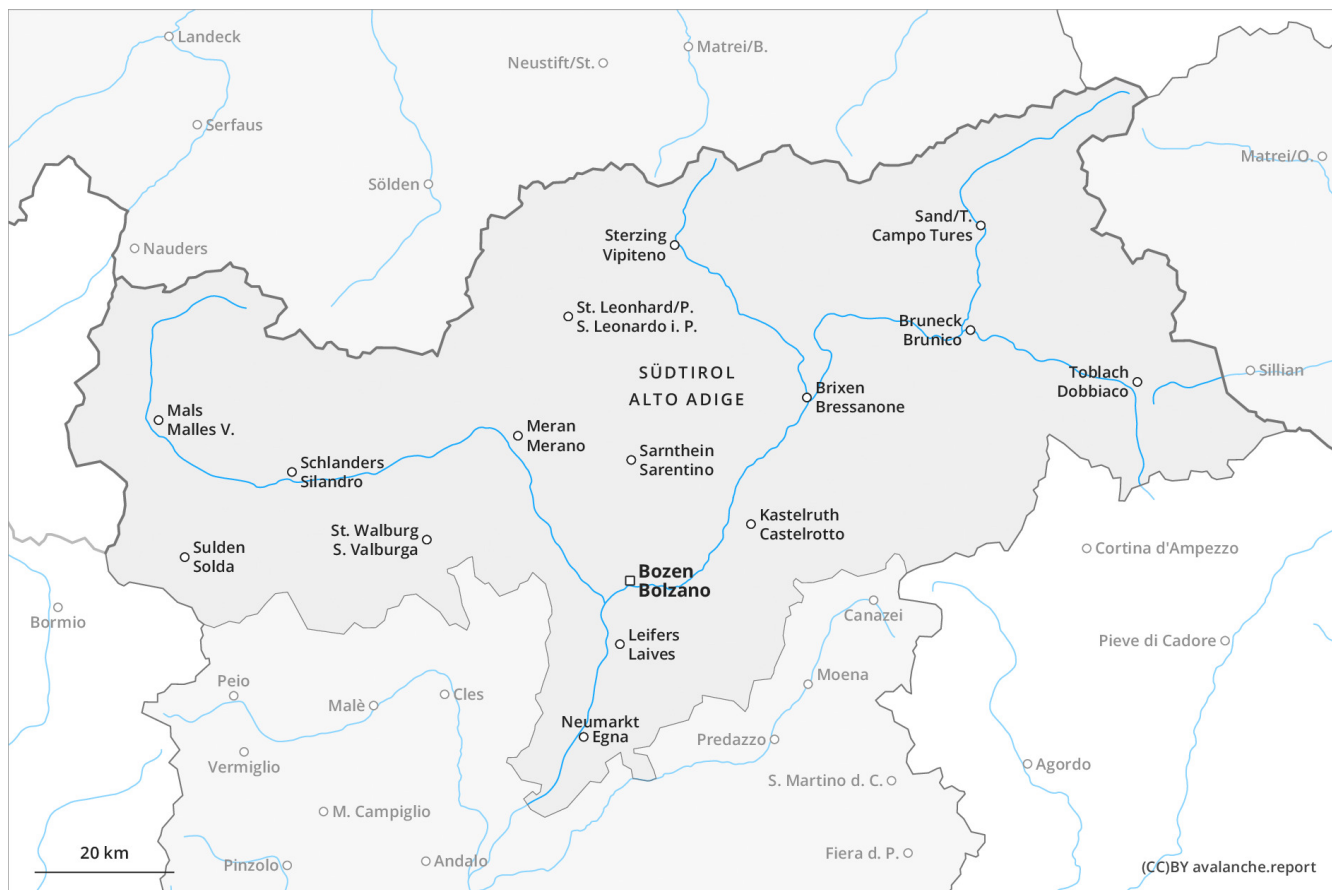 Landeck
Matrei/B.
Neustift/St.
Serfaus
Matrei/O.
Sölden
Sand/T.
Campo Tures
Sterzing
Vipiteno
Nauders
St. Leonhard/P.
S. Leonardo i. P.
Bruneck
Brunico
SÜDTIROL
ALTO ADIGE
Toblach
Dobbiaco
Sillian
Brixen
Bressanone
Mals
Malles V.
Meran
Merano
Sarnthein
Sarentino
Schlanders
Silandro
Kastelruth
Castelrotto
St. Walburg
S. Valburga
Sulden
Solda
Cortina d'Ampezzo
Bozen
Bolzano
Bormio
Canazei
Leifers
Laives
Pieve di Cadore
Moena
Peio
Malè
Cles
Neumarkt
Egna
Predazzo
Vermiglio
Agordo
S. Martino d. C.
M. Campiglio
20 km
Pinzolo
Andalo
Fiera d. P.
(CC)BY avalanche.report